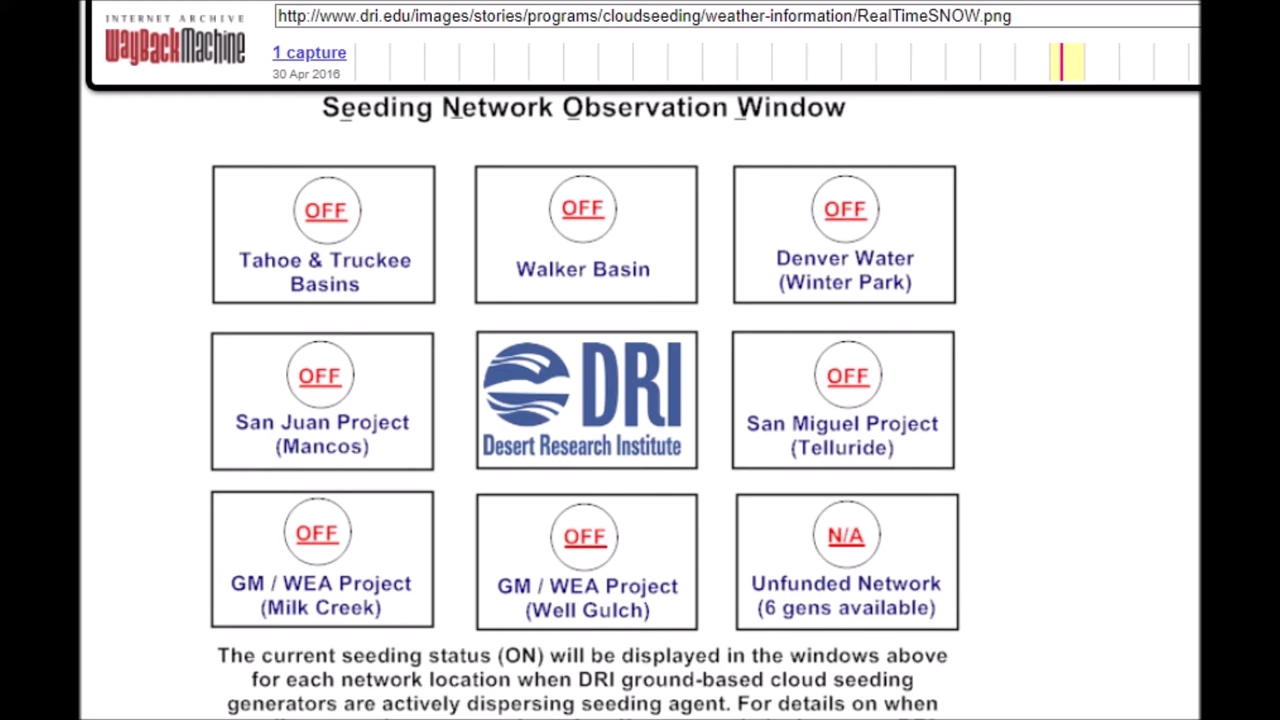 INTERNET ARCHIVE
WayBackMachine
http://www.dri.edu/images/stories/programs/cloudseeding/weather-information/RealTimeSNOW.png
1 capture
30 Apr 2016
Seeding Network Observation Window
OFF
Tahoe & Truckee
Basins
OFF
Walker Basin
OFF
Denver Water
(Winter Park)
OFF
San Juan Project
(Mancos)
DRI
Desert Research Institute
OFF
San Miguel Project
(Telluride)
OFF
GM / WEA Project
(Milk Creek)
OFF
GM / WEA Project
(Well Gulch)
N/A
Unfunded Network
(6 gens available)
The current seeding status (ON) will be displayed in the windows above
for each network location when DRI ground-based cloud seeding
generators are actively dispersing seeding agent. For details on when